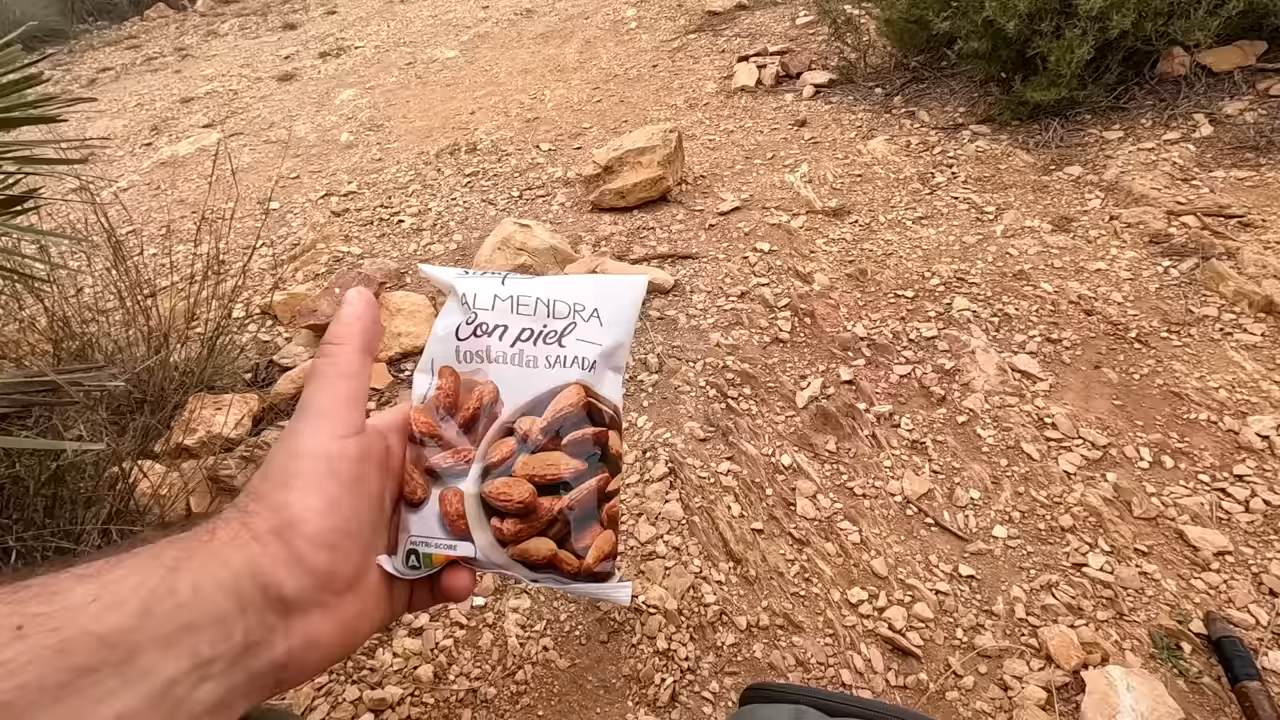 ALMENDRA
Con piel
tostada SALADA
NUTRI-SCORE
A